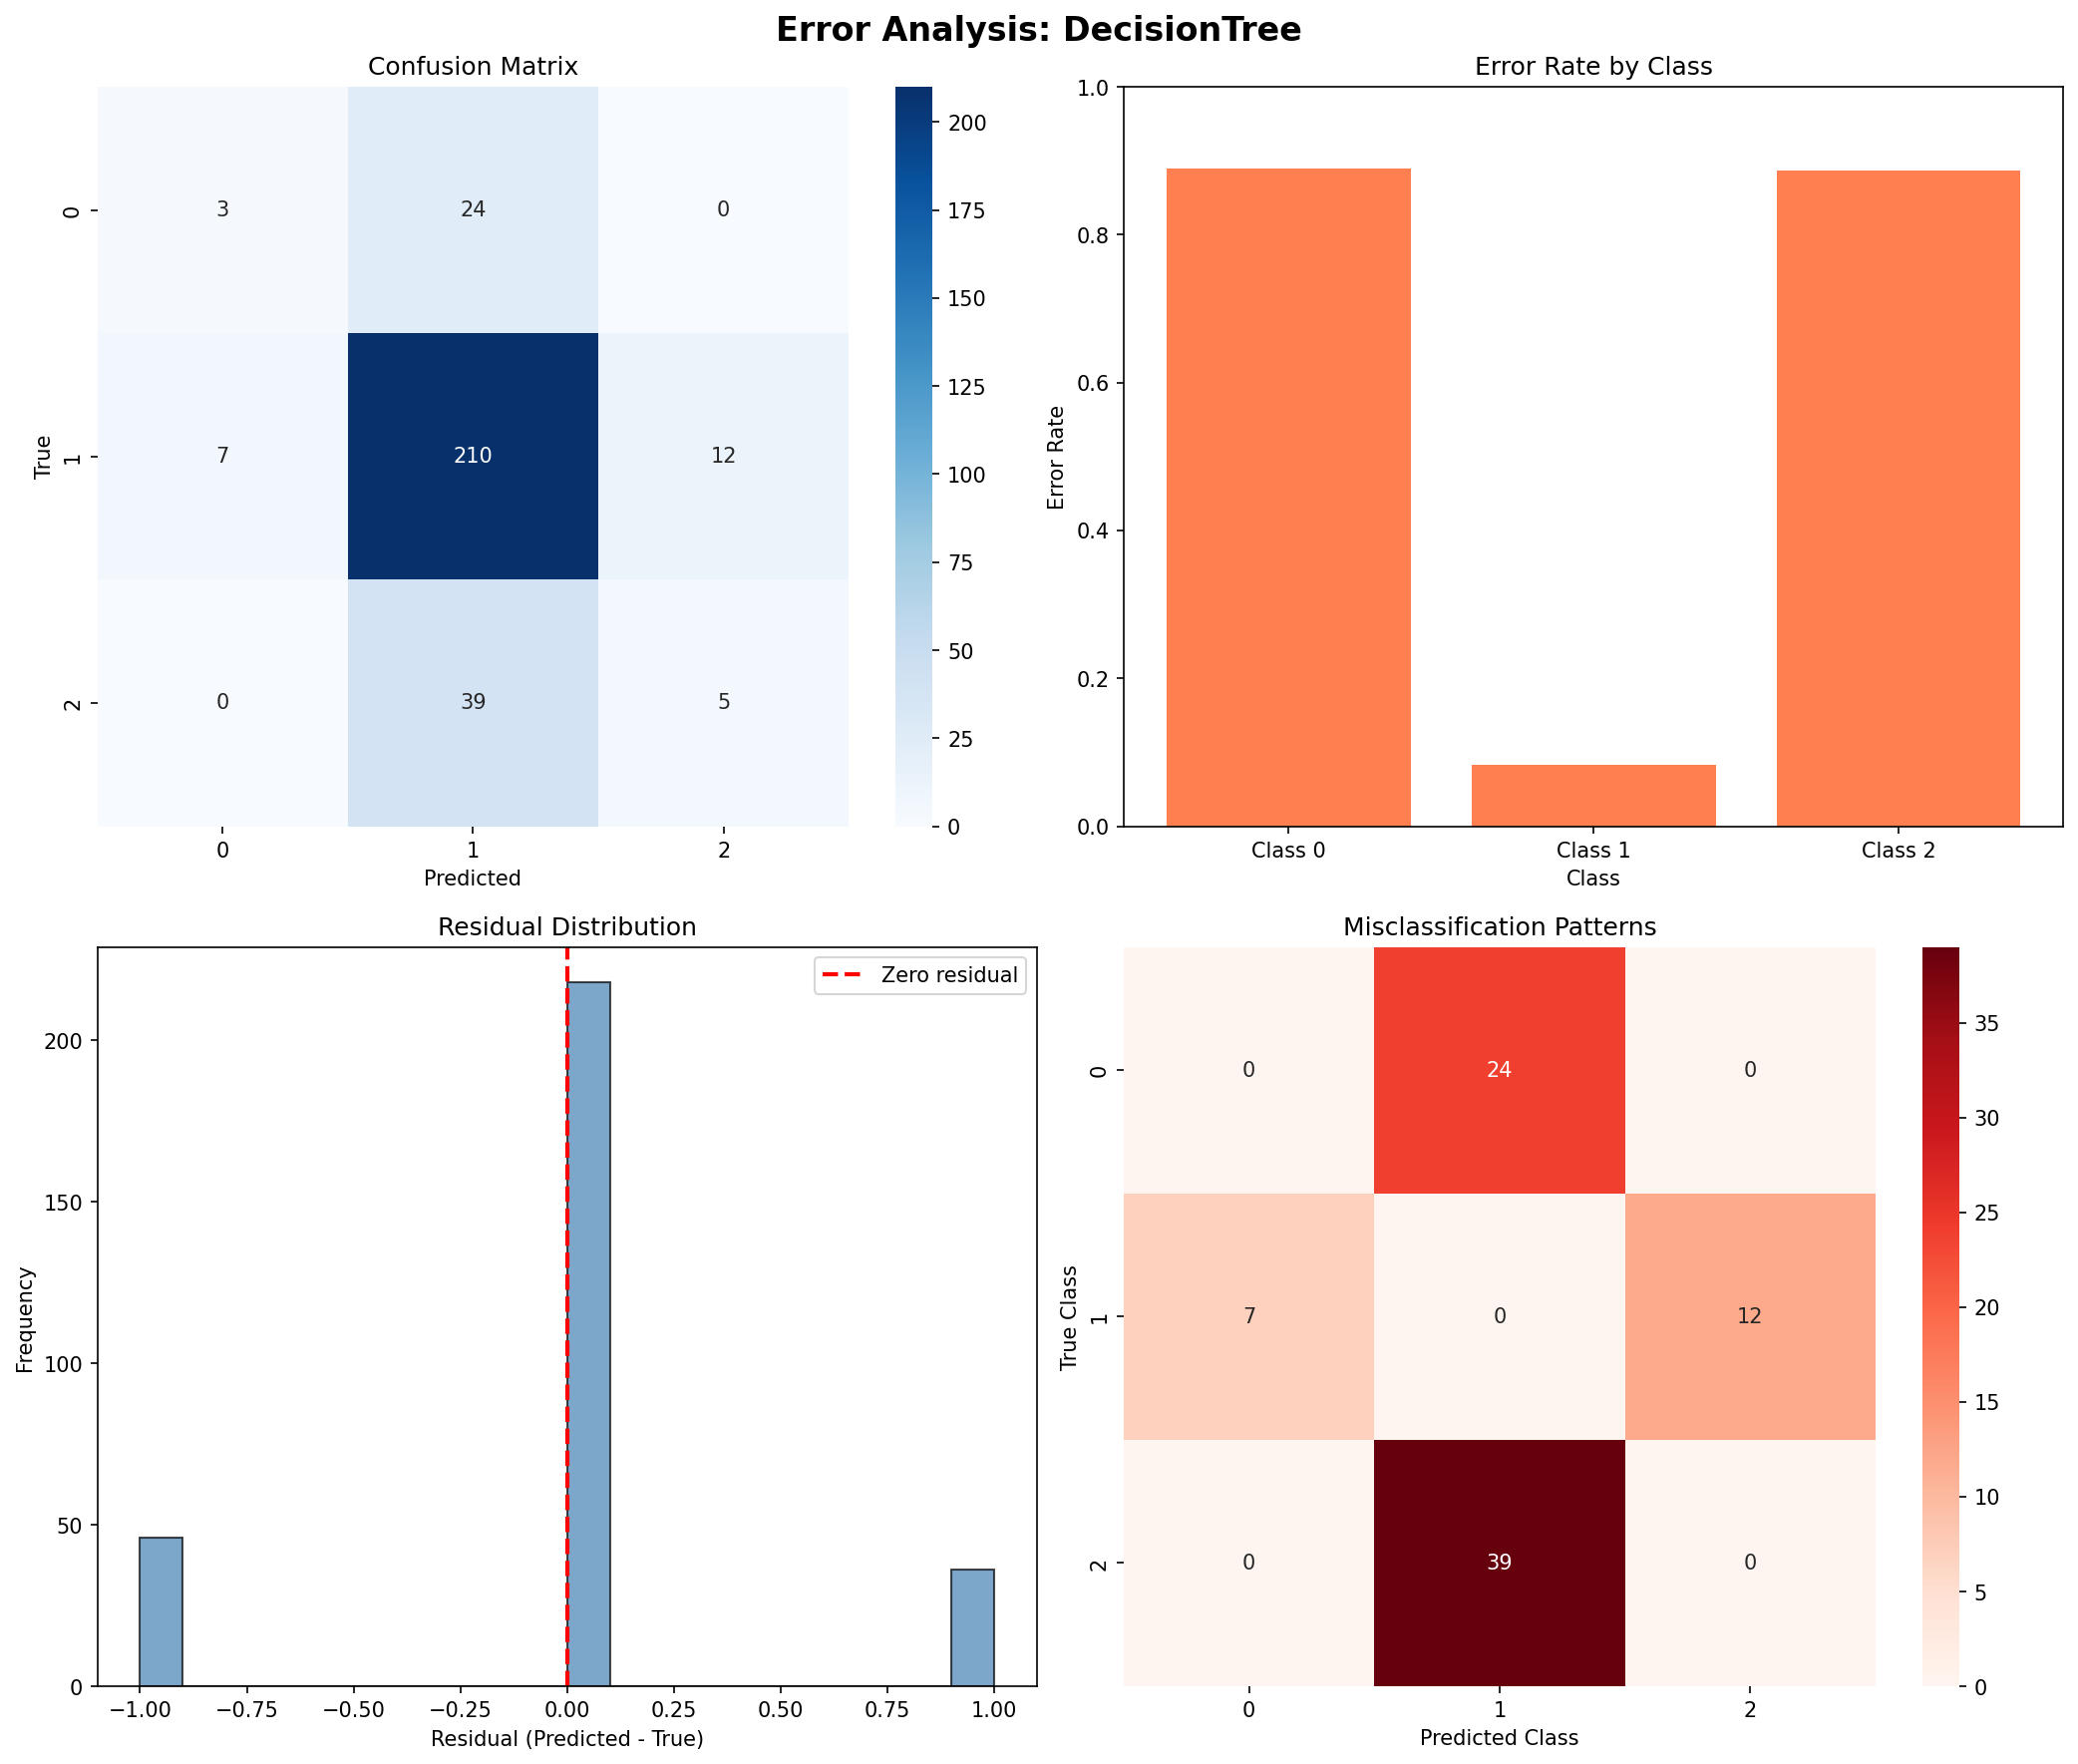 Error Analysis: DecisionTree
Confusion Matrix
True
0
1
2
3 24 0
7 210 12
0 39 5
0 1 2
Predicted
200
175
150
125
100
75
50
25
0
Error Rate by Class
Error Rate
1.0
0.8
0.6
0.4
0.2
0.0
Class 0 Class 1 Class 2
Class
Residual Distribution
Zero residual
Frequency
200
150
100
50
0
−1.00 −0.75 −0.50 −0.25 0.00 0.25 0.50 0.75 1.00
Residual (Predicted - True)
Misclassification Patterns
True Class
0
1
2
0 24 0
7 0 12
0 39 0
0 1 2
Predicted Class
35
30
25
20
15
10
5
0